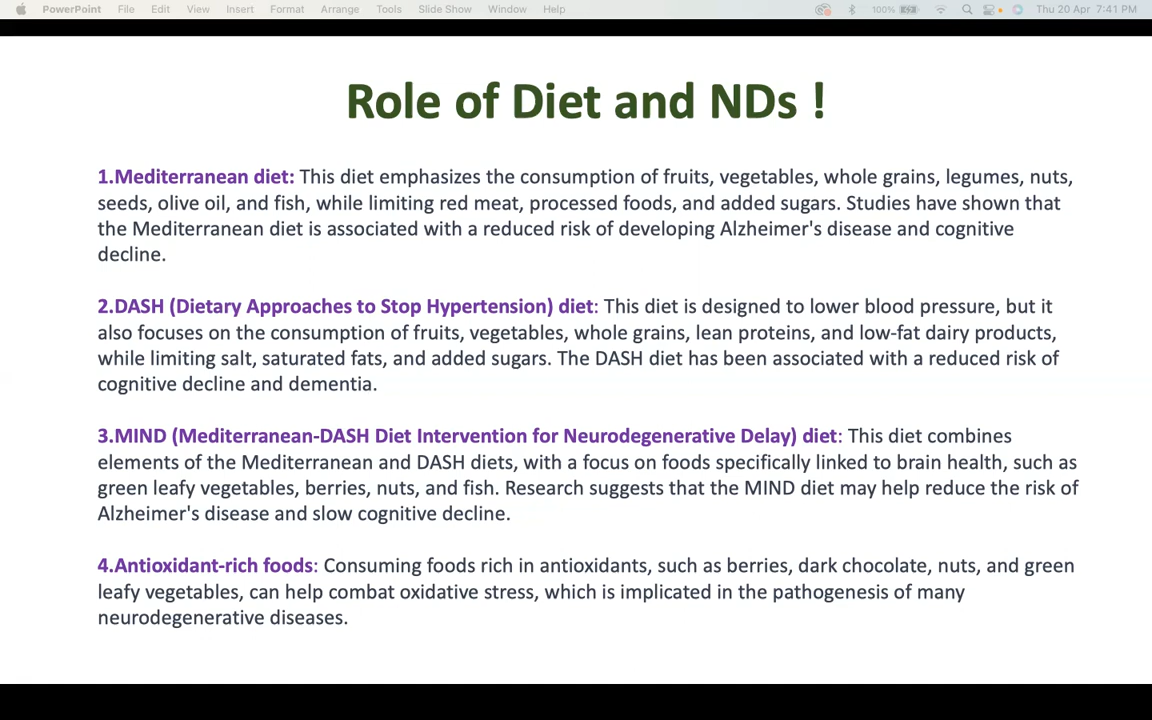 PowerPoint File Edit View Insert Format Arrange Tools Slide Show Window Help 100% Thu 20 Apr 7:41 PM
Role of Diet and NDs !
1.Mediterranean diet: This diet emphasizes the consumption of fruits, vegetables, whole grains, legumes, nuts,
seeds, olive oil, and fish, while limiting red meat, processed foods, and added sugars. Studies have shown that
the Mediterranean diet is associated with a reduced risk of developing Alzheimer's disease and cognitive
decline.
2.DASH (Dietary Approaches to Stop Hypertension) diet: This diet is designed to lower blood pressure, but it
also focuses on the consumption of fruits, vegetables, whole grains, lean proteins, and low-fat dairy products,
while limiting salt, saturated fats, and added sugars. The DASH diet has been associated with a reduced risk of
cognitive decline and dementia.
3.MIND (Mediterranean-DASH Diet Intervention for Neurodegenerative Delay) diet: This diet combines
elements of the Mediterranean and DASH diets, with a focus on foods specifically linked to brain health, such as
green leafy vegetables, berries, nuts, and fish. Research suggests that the MIND diet may help reduce the risk of
Alzheimer's disease and slow cognitive decline.
4.Antioxidant-rich foods: Consuming foods rich in antioxidants, such as berries, dark chocolate, nuts, and green
leafy vegetables, can help combat oxidative stress, which is implicated in the pathogenesis of many
neurodegenerative diseases.